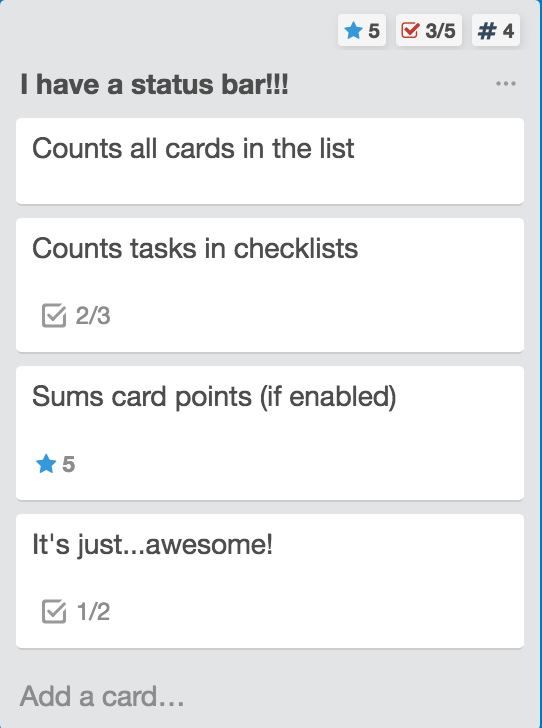 5 3/5 # 4
I have a status bar!!!
Counts all cards in the list
Counts tasks in checklists
2/3
Sums card points (if enabled)
5
It's just...awesome!
1/2
Add a card...